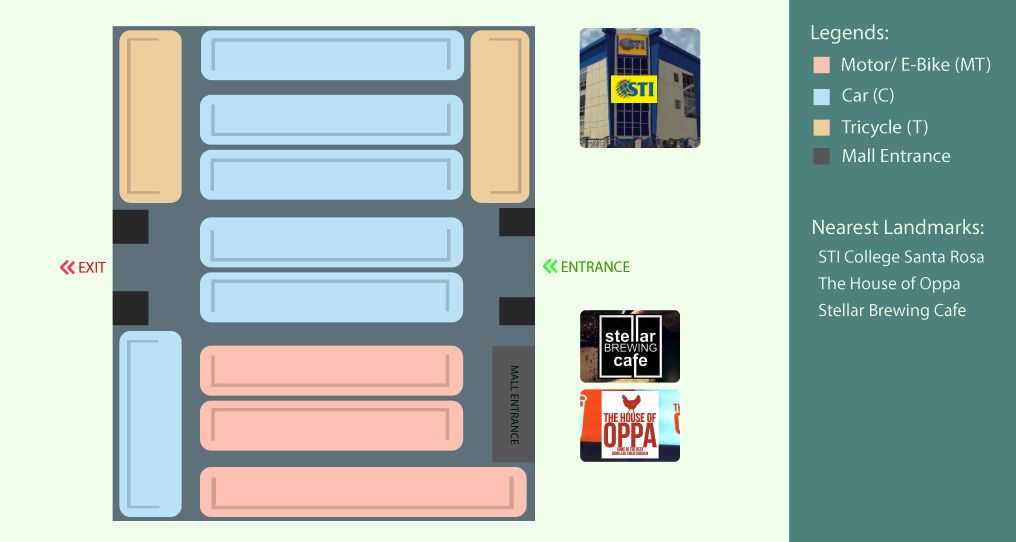 STI
STI
EXIT
ENTRANCE
MALL ENTRANCE
stellar
BREWING
cafe
THE HOUSE OF
OPPA
Legends:
Motor/ E-Bike (MT)
Car (C)
Tricycle (T)
Mall Entrance
Nearest Landmarks:
STI College Santa Rosa
The House of Oppa
Stellar Brewing Cafe